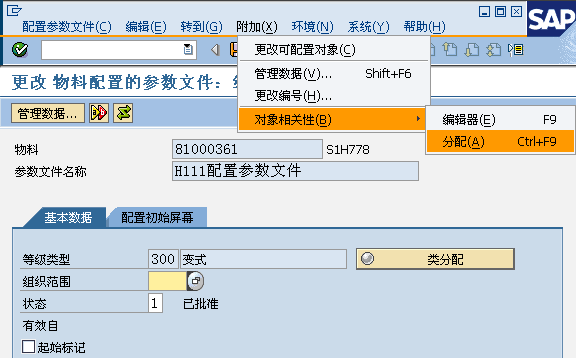 配置参数文件(C) 编辑(E) 转到(G) 附加(X) 环境(N) 系统(Y) 帮助(H)
SAP
更改可配置对象(C)
管理数据(V)... Shift+F6
更改编号(H)...
对象相关性(P)
编辑器(E) F9
分配(A) Ctrl+F9
更改 物料配置的参数文件：
管理数据...
物料 81000361 S1H778
参数文件名称 H111配置参数文件
基本数据 配置初始屏幕
等级类型 300 变式 类分配
组织范围
状态 1 已批准
有效自
起始标记